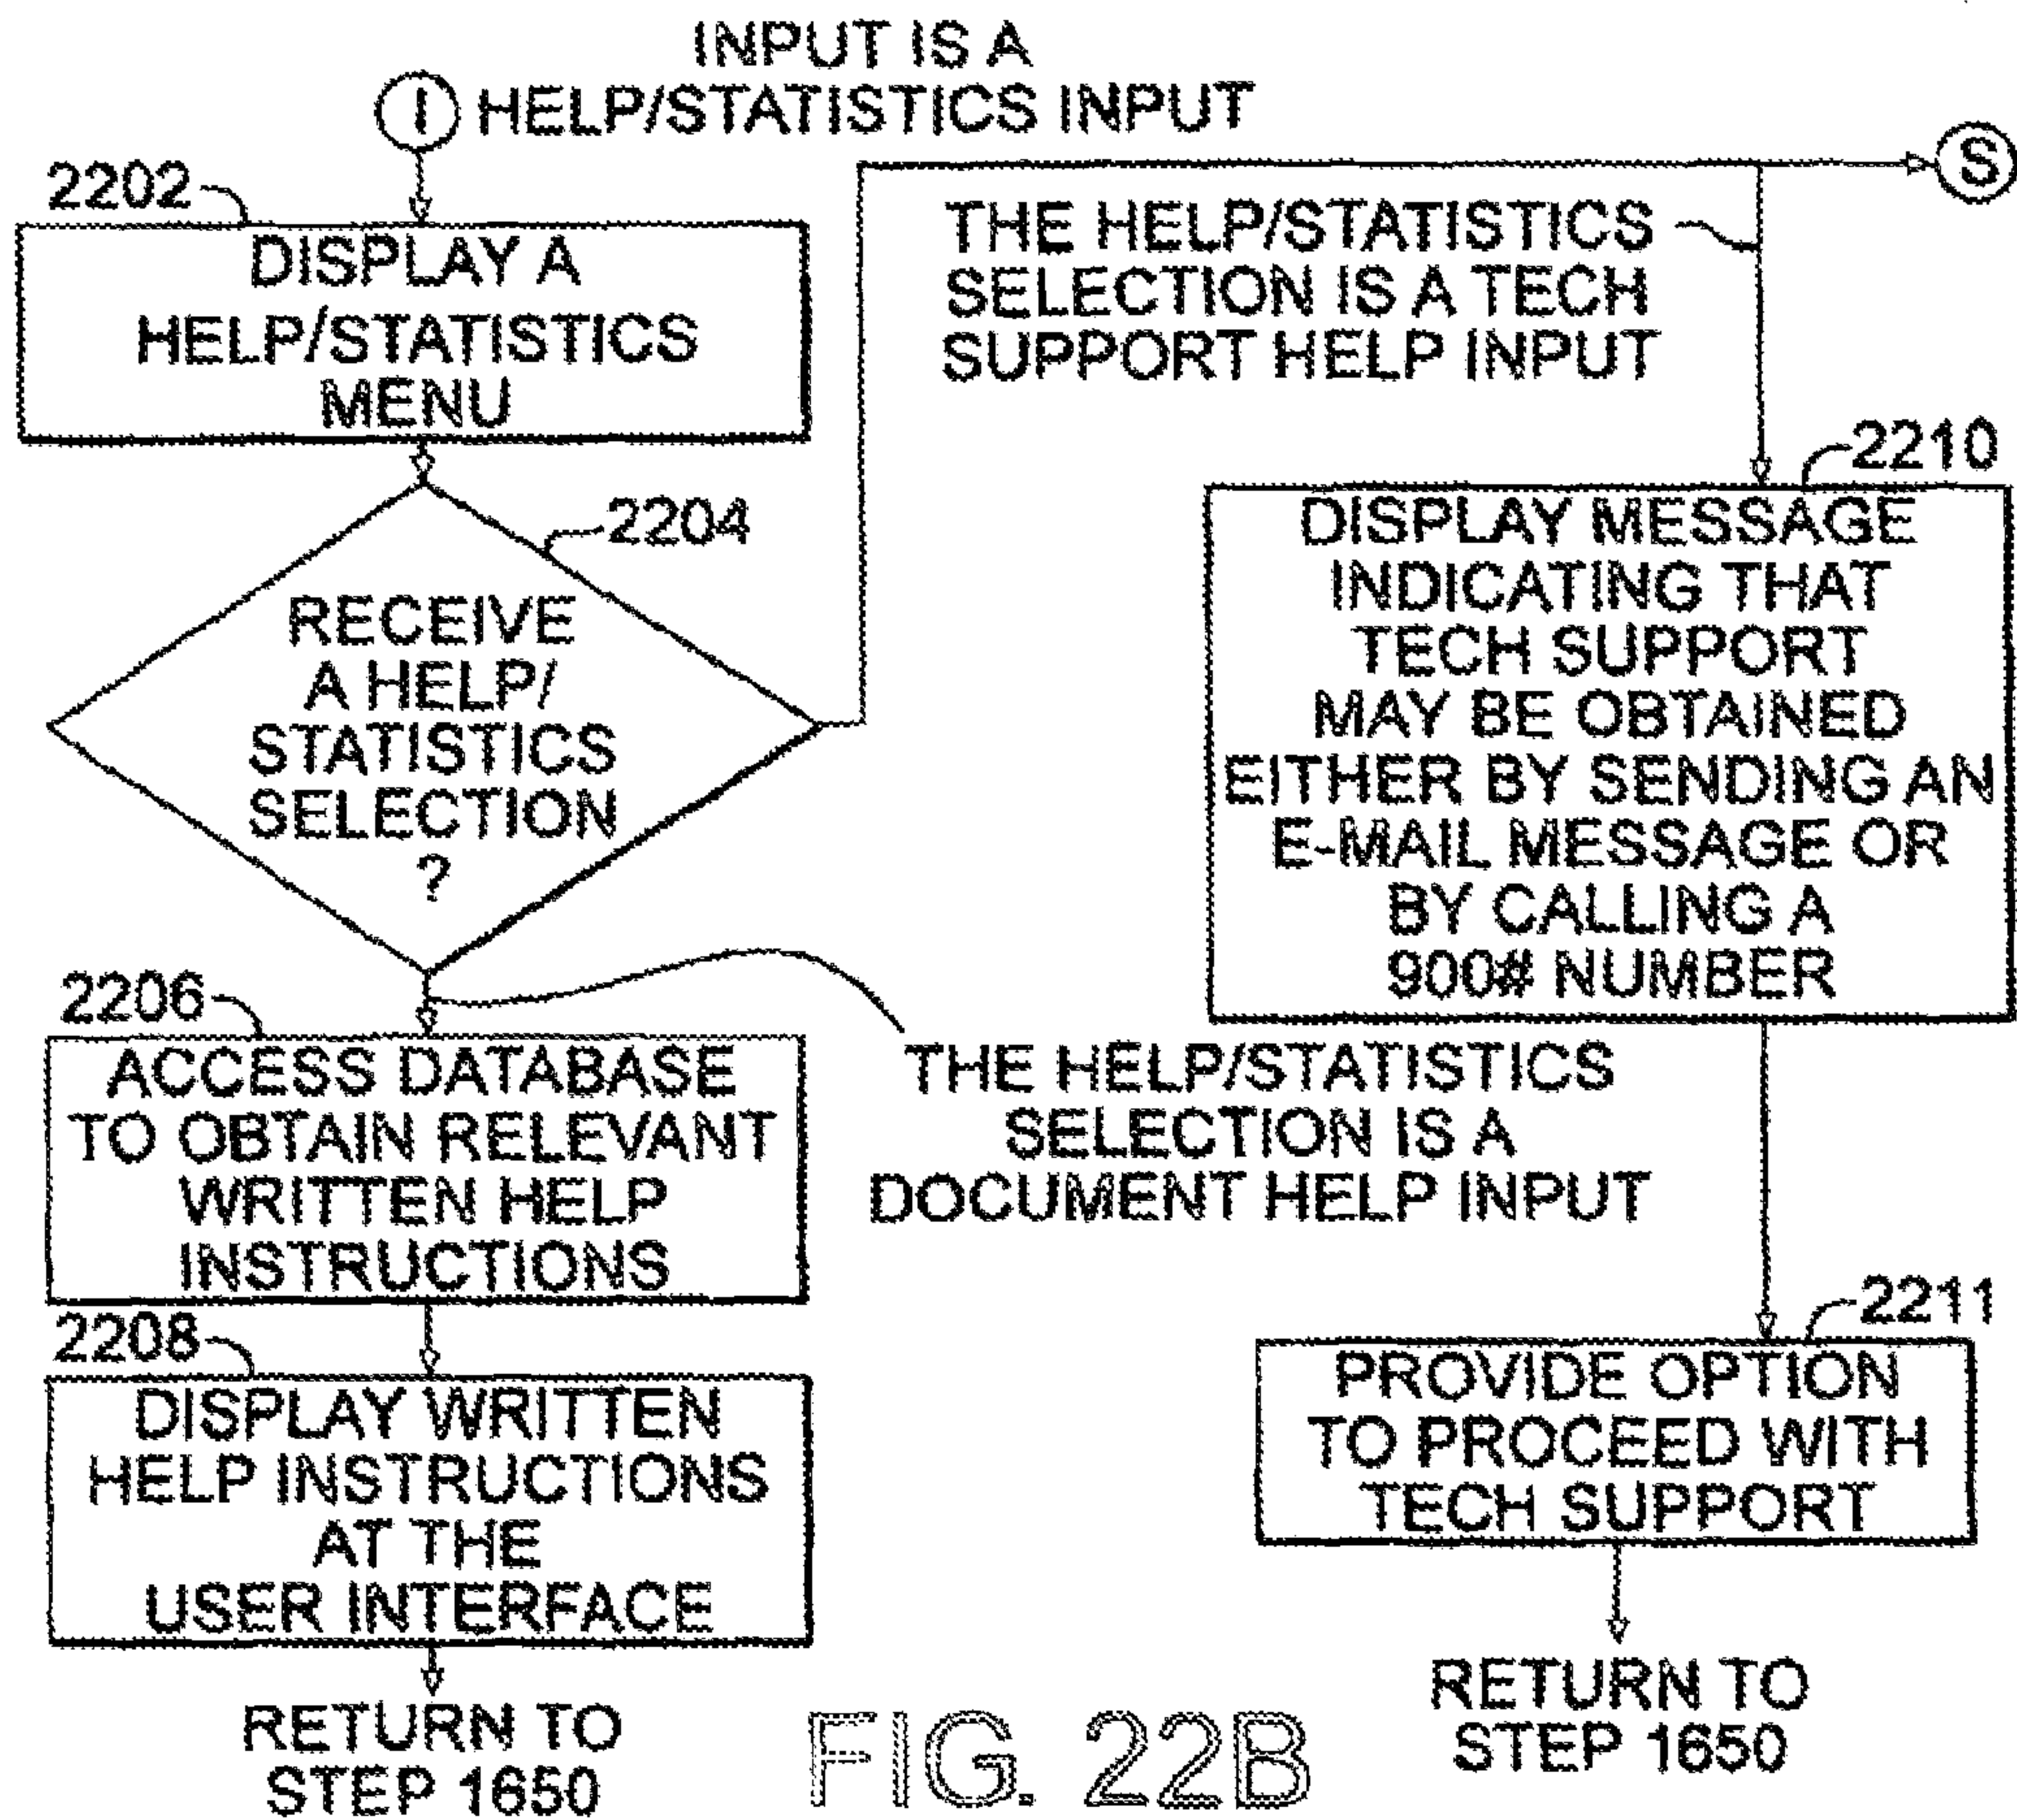 INPUT IS A
I HELP/STATISTICS INPUT
S
2202
DISPLAY A
HELP/STATISTICS
MENU
2204
RECEIVE
A HELP/
STATISTICS
SELECTION
?
THE HELP/STATISTICS
SELECTION IS A TECH
SUPPORT HELP INPUT
2210
DISPLAY MESSAGE
INDICATING THAT
TECH SUPPORT
MAY BE OBTAINED
EITHER BY SENDING AN
E-MAIL MESSAGE OR
BY CALLING A
900# NUMBER
2206
ACCESS DATABASE
TO OBTAIN RELEVANT
WRITTEN HELP
INSTRUCTIONS
THE HELP/STATISTICS
SELECTION IS A
DOCUMENT HELP INPUT
2208
DISPLAY WRITTEN
HELP INSTRUCTIONS
AT THE
USER INTERFACE
RETURN TO
STEP 1650
2211
PROVIDE OPTION
TO PROCEED WITH
TECH SUPPORT
RETURN TO
STEP 1650
FIG. 22B